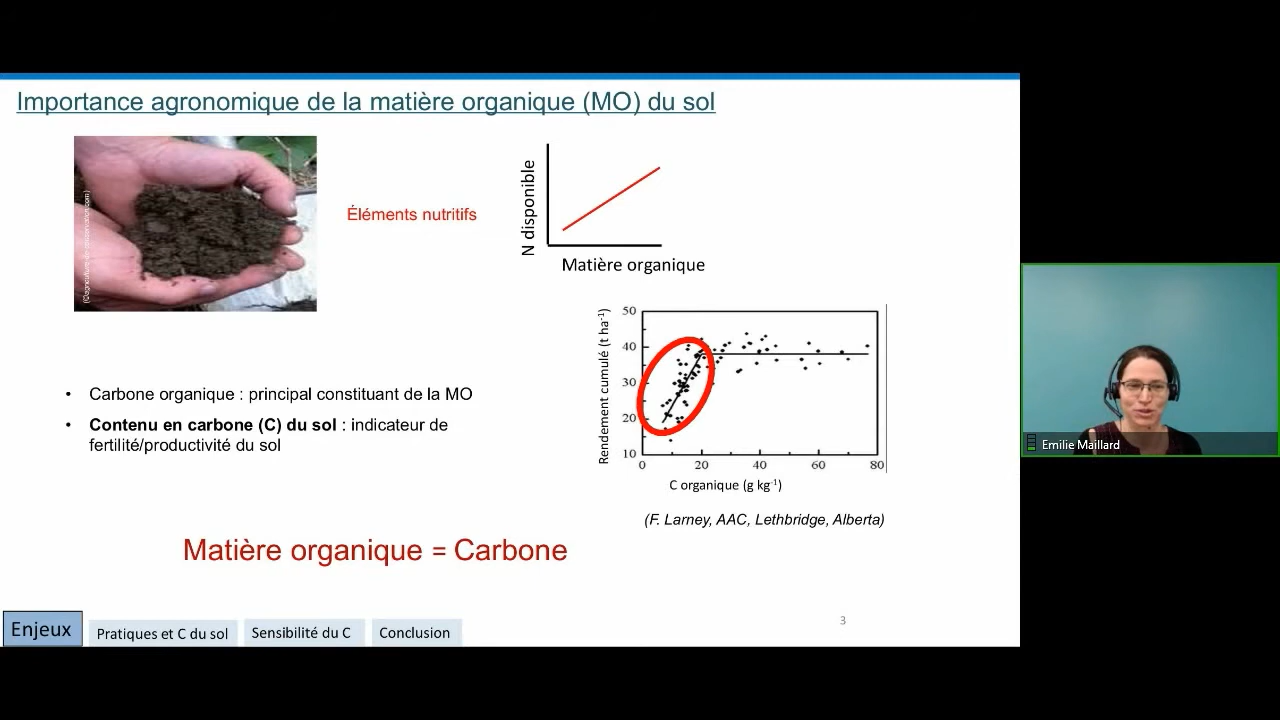 Importance agronomique de la matière organique (MO) du sol
Éléments nutritifs
N disponible
Matière organique
Rendement cumulé (t ha⁻¹)
50
40
30
20
10
0 20 40 60 80
C organique (g kg⁻¹)
(F. Larney, AAC, Lethbridge, Alberta)
• Carbone organique : principal constituant de la MO
• Contenu en carbone (C) du sol : indicateur de
fertilité/productivité du sol
Matière organique = Carbone
Enjeux
Pratiques et C du sol
Sensibilité du C
Conclusion
3
Emilie Maillard